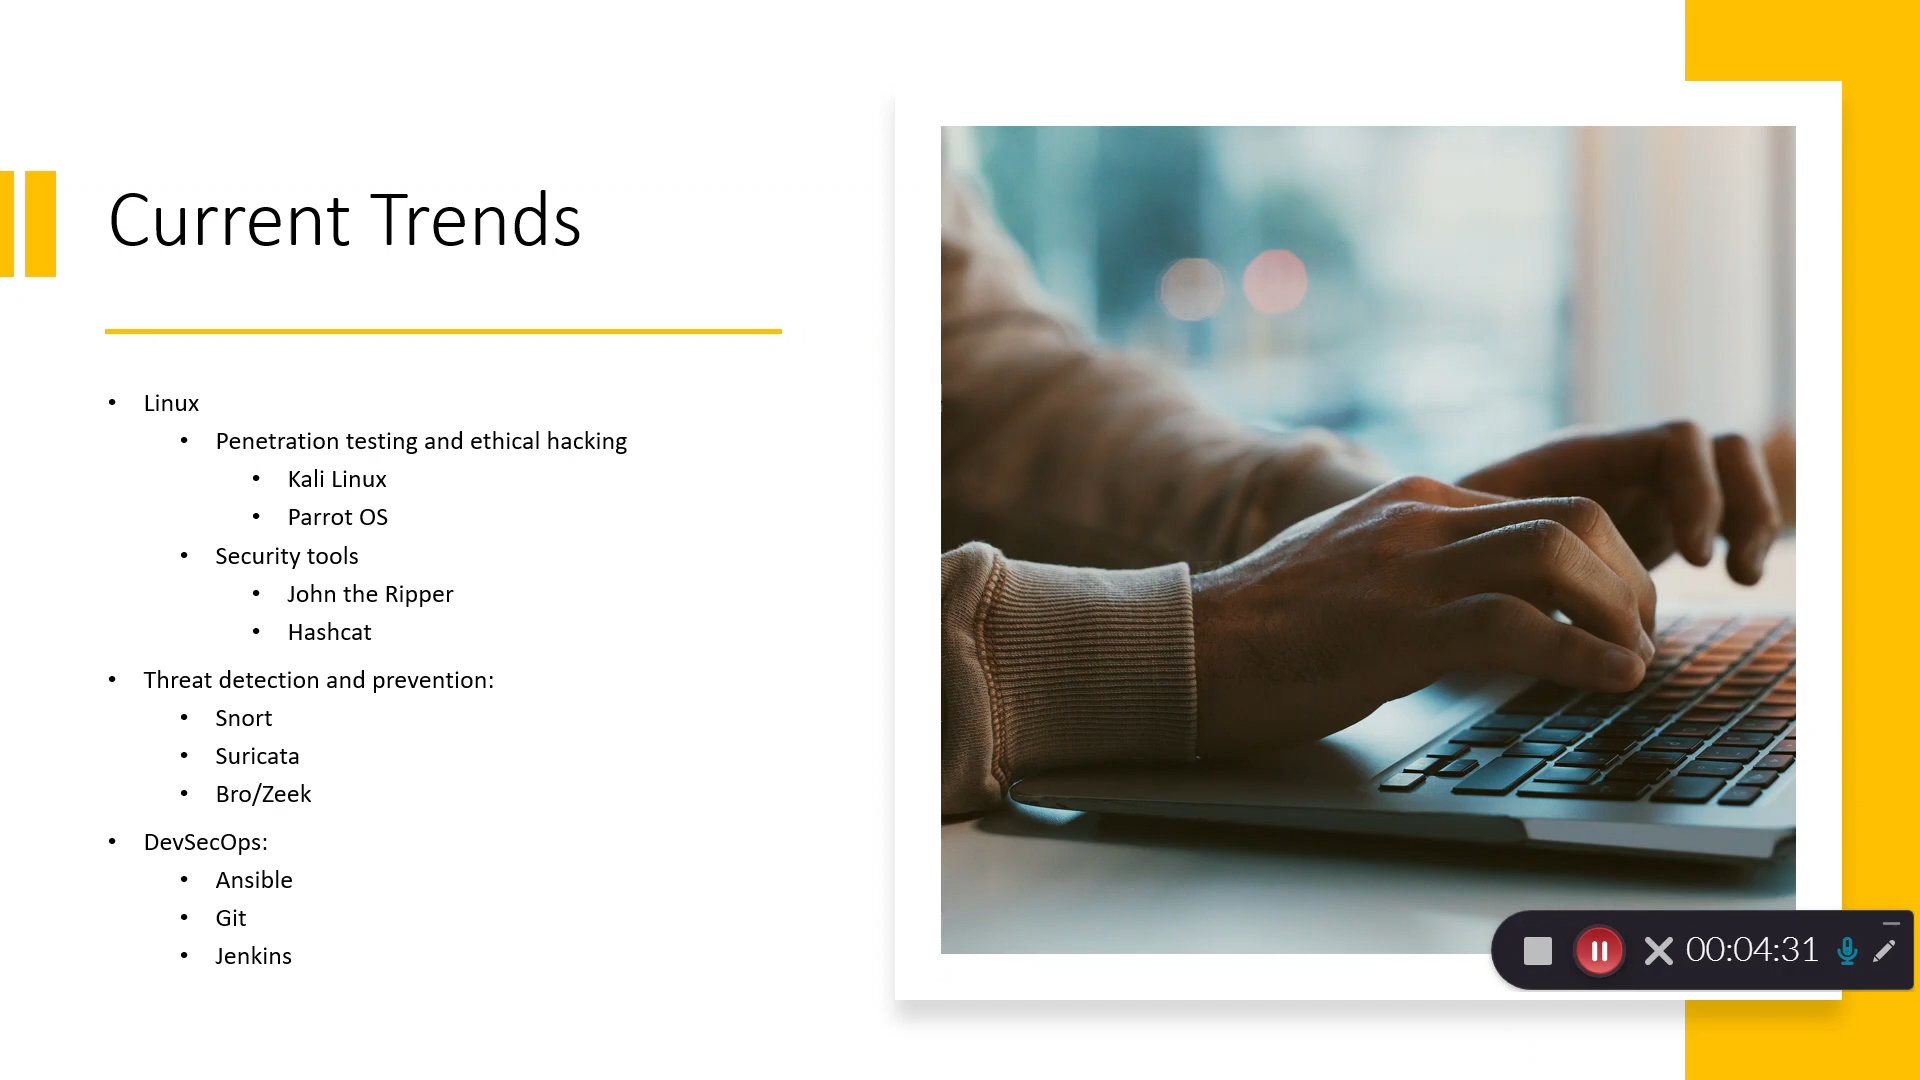 Current Trends
• Linux
• Penetration testing and ethical hacking
• Kali Linux
• Parrot OS
• Security tools
• John the Ripper
• Hashcat
• Threat detection and prevention:
• Snort
• Suricata
• Bro/Zeek
• DevSecOps:
• Ansible
• Git
• Jenkins
00:04:31